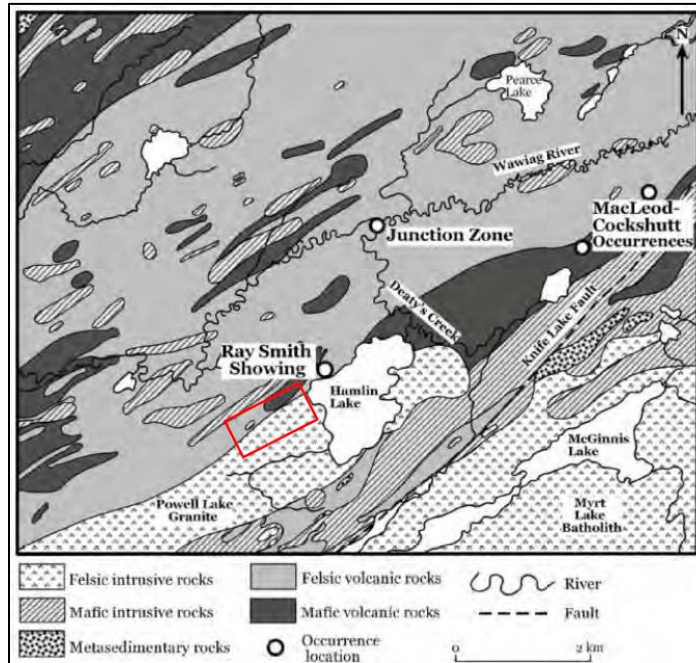 N
Pearce
Lake
Wawiag River
MacLeod-
Cockshutt
Occurrences
Junction Zone
Deaty's Creek
Knife Lake Fault
Ray Smith
Showing
Hamlin
Lake
McGinnis
Lake
Powell Lake
Granite
Myrt
Lake
Batholith
Felsic intrusive rocks
Felsic volcanic rocks
River
Mafic intrusive rocks
Mafic volcanic rocks
Fault
Metasedimentary rocks
Occurrence
location
0 2 km